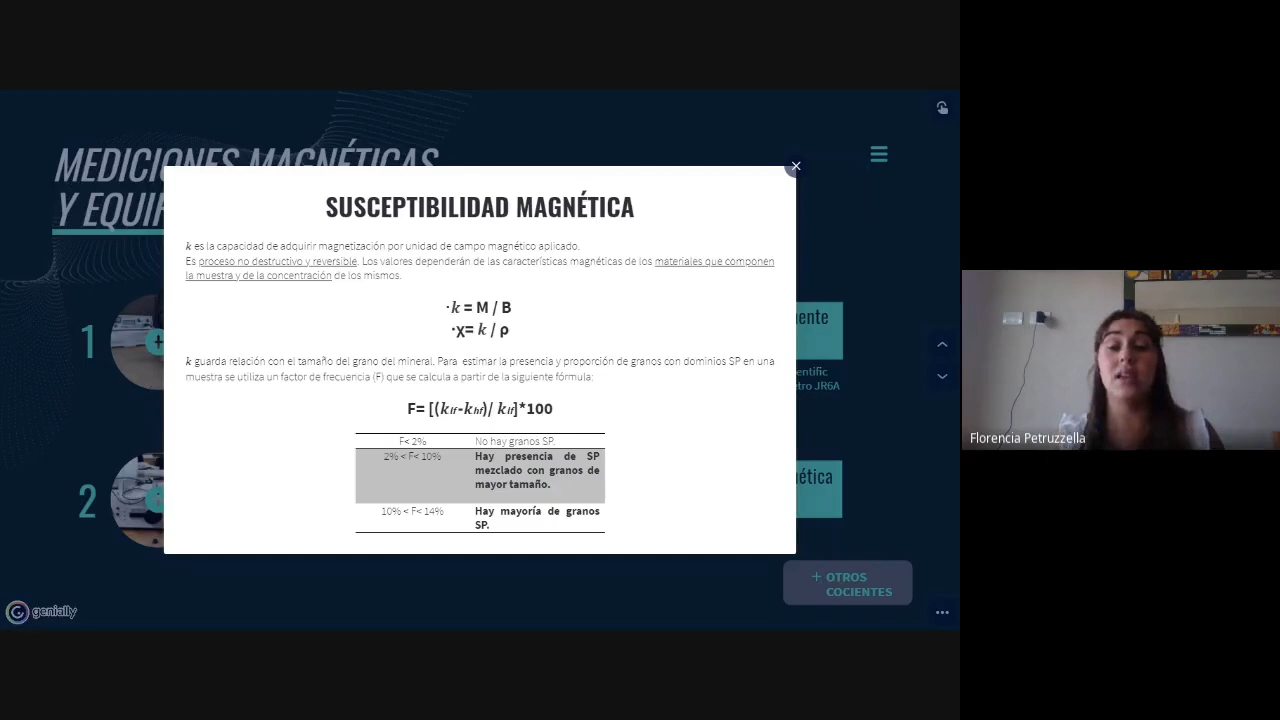 MEDICIONES MAGNÉTICAS
Y EQUIP
SUSCEPTIBILIDAD MAGNÉTICA
k es la capacidad de adquirir magnetización por unidad de campo magnético aplicado.
Es proceso no destructivo y reversible. Los valores dependerán de las características magnéticas de los materiales que componen
la muestra y de la concentración de los mismos.
·k = M / B
·χ= k / ρ
k guarda relación con el tamaño del grano del mineral. Para estimar la presencia y proporción de granos con dominios SP en una
muestra se utiliza un factor de frecuencia (F) que se calcula a partir de la siguiente fórmula:
F= [(klf-khf)/ klf]*100
F< 2% No hay granos SP.
2% < F< 10% Hay presencia de SP
mezclado con granos de
mayor tamaño.
10% < F< 14% Hay mayoría de granos
SP.
1
2
nente
entific
tro JR6A
ética
+ OTROS
COCIENTES
genially
Florencia Petruzzella